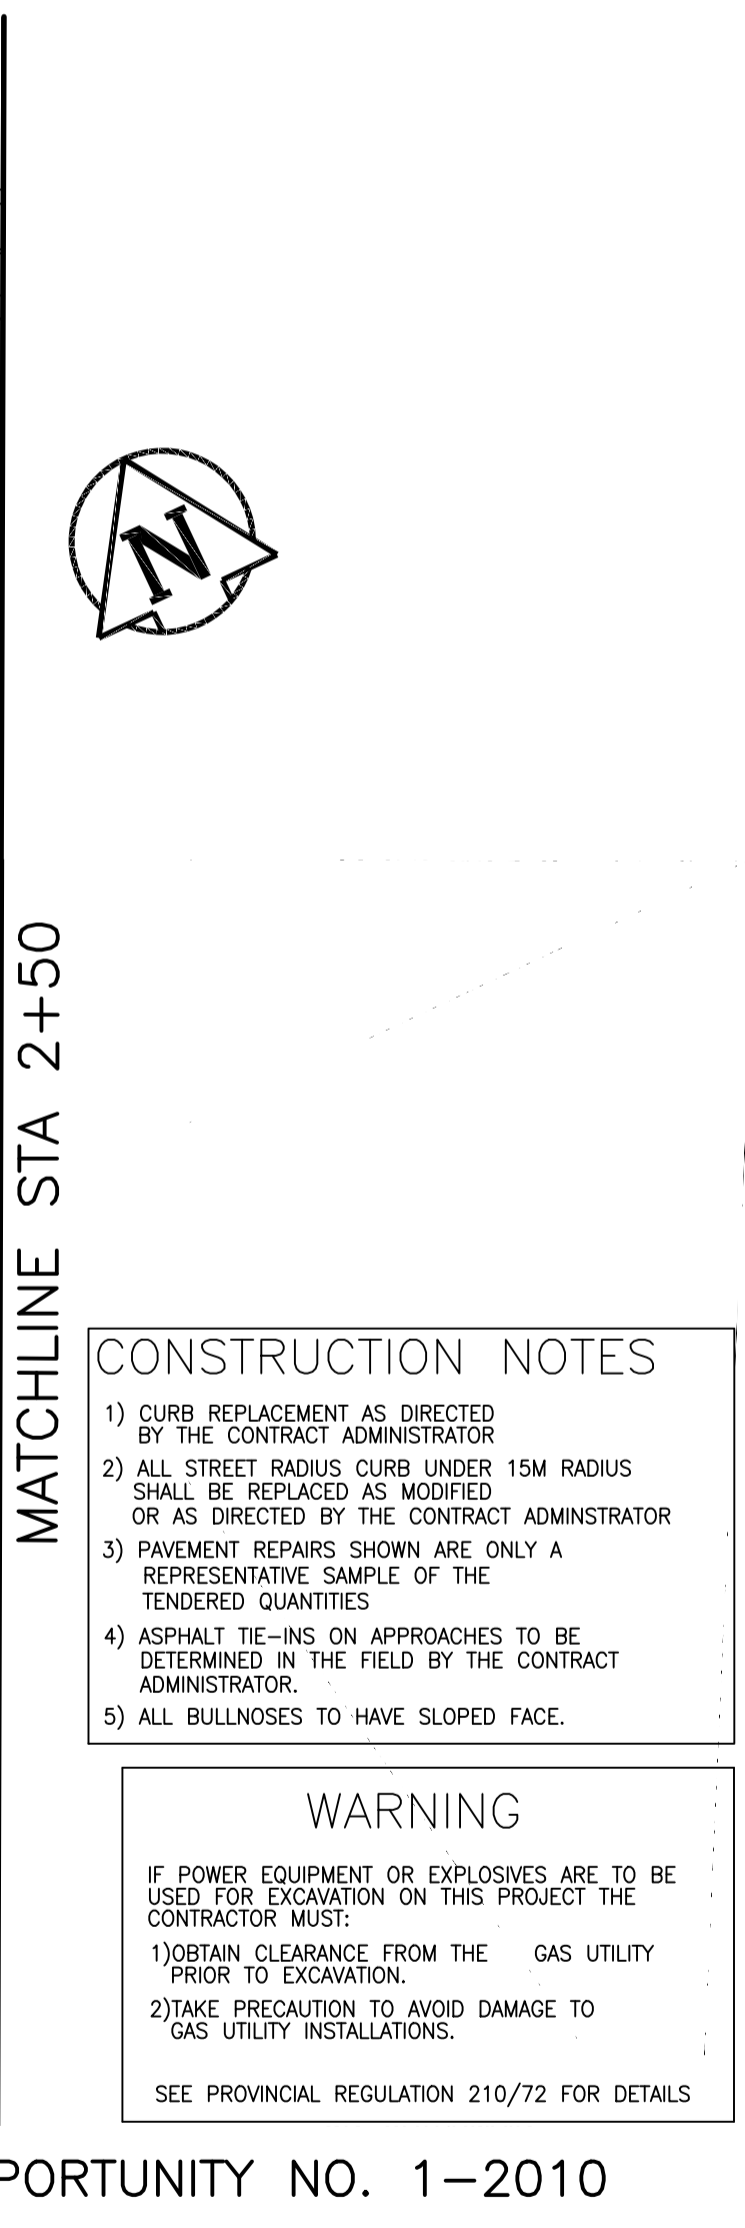 N
MATCHLINE STA 2+50
CONSTRUCTION NOTES
1) CURB REPLACEMENT AS DIRECTED
BY THE CONTRACT ADMINISTRATOR
2) ALL STREET RADIUS CURB UNDER 15M RADIUS
SHALL BE REPLACED AS MODIFIED
OR AS DIRECTED BY THE CONTRACT ADMINSTRATOR
3) PAVEMENT REPAIRS SHOWN ARE ONLY A
REPRESENTATIVE SAMPLE OF THE
TENDERED QUANTITIES
4) ASPHALT TIE-INS ON APPROACHES TO BE
DETERMINED IN THE FIELD BY THE CONTRACT
ADMINISTRATOR.
5) ALL BULLNOSES TO HAVE SLOPED FACE.
WARNING
IF POWER EQUIPMENT OR EXPLOSIVES ARE TO BE
USED FOR EXCAVATION ON THIS PROJECT THE
CONTRACTOR MUST:
1)OBTAIN CLEARANCE FROM THE GAS UTILITY
PRIOR TO EXCAVATION.
2)TAKE PRECAUTION TO AVOID DAMAGE TO
GAS UTILITY INSTALLATIONS.
SEE PROVINCIAL REGULATION 210/72 FOR DETAILS
PORTUNITY NO. 1-2010